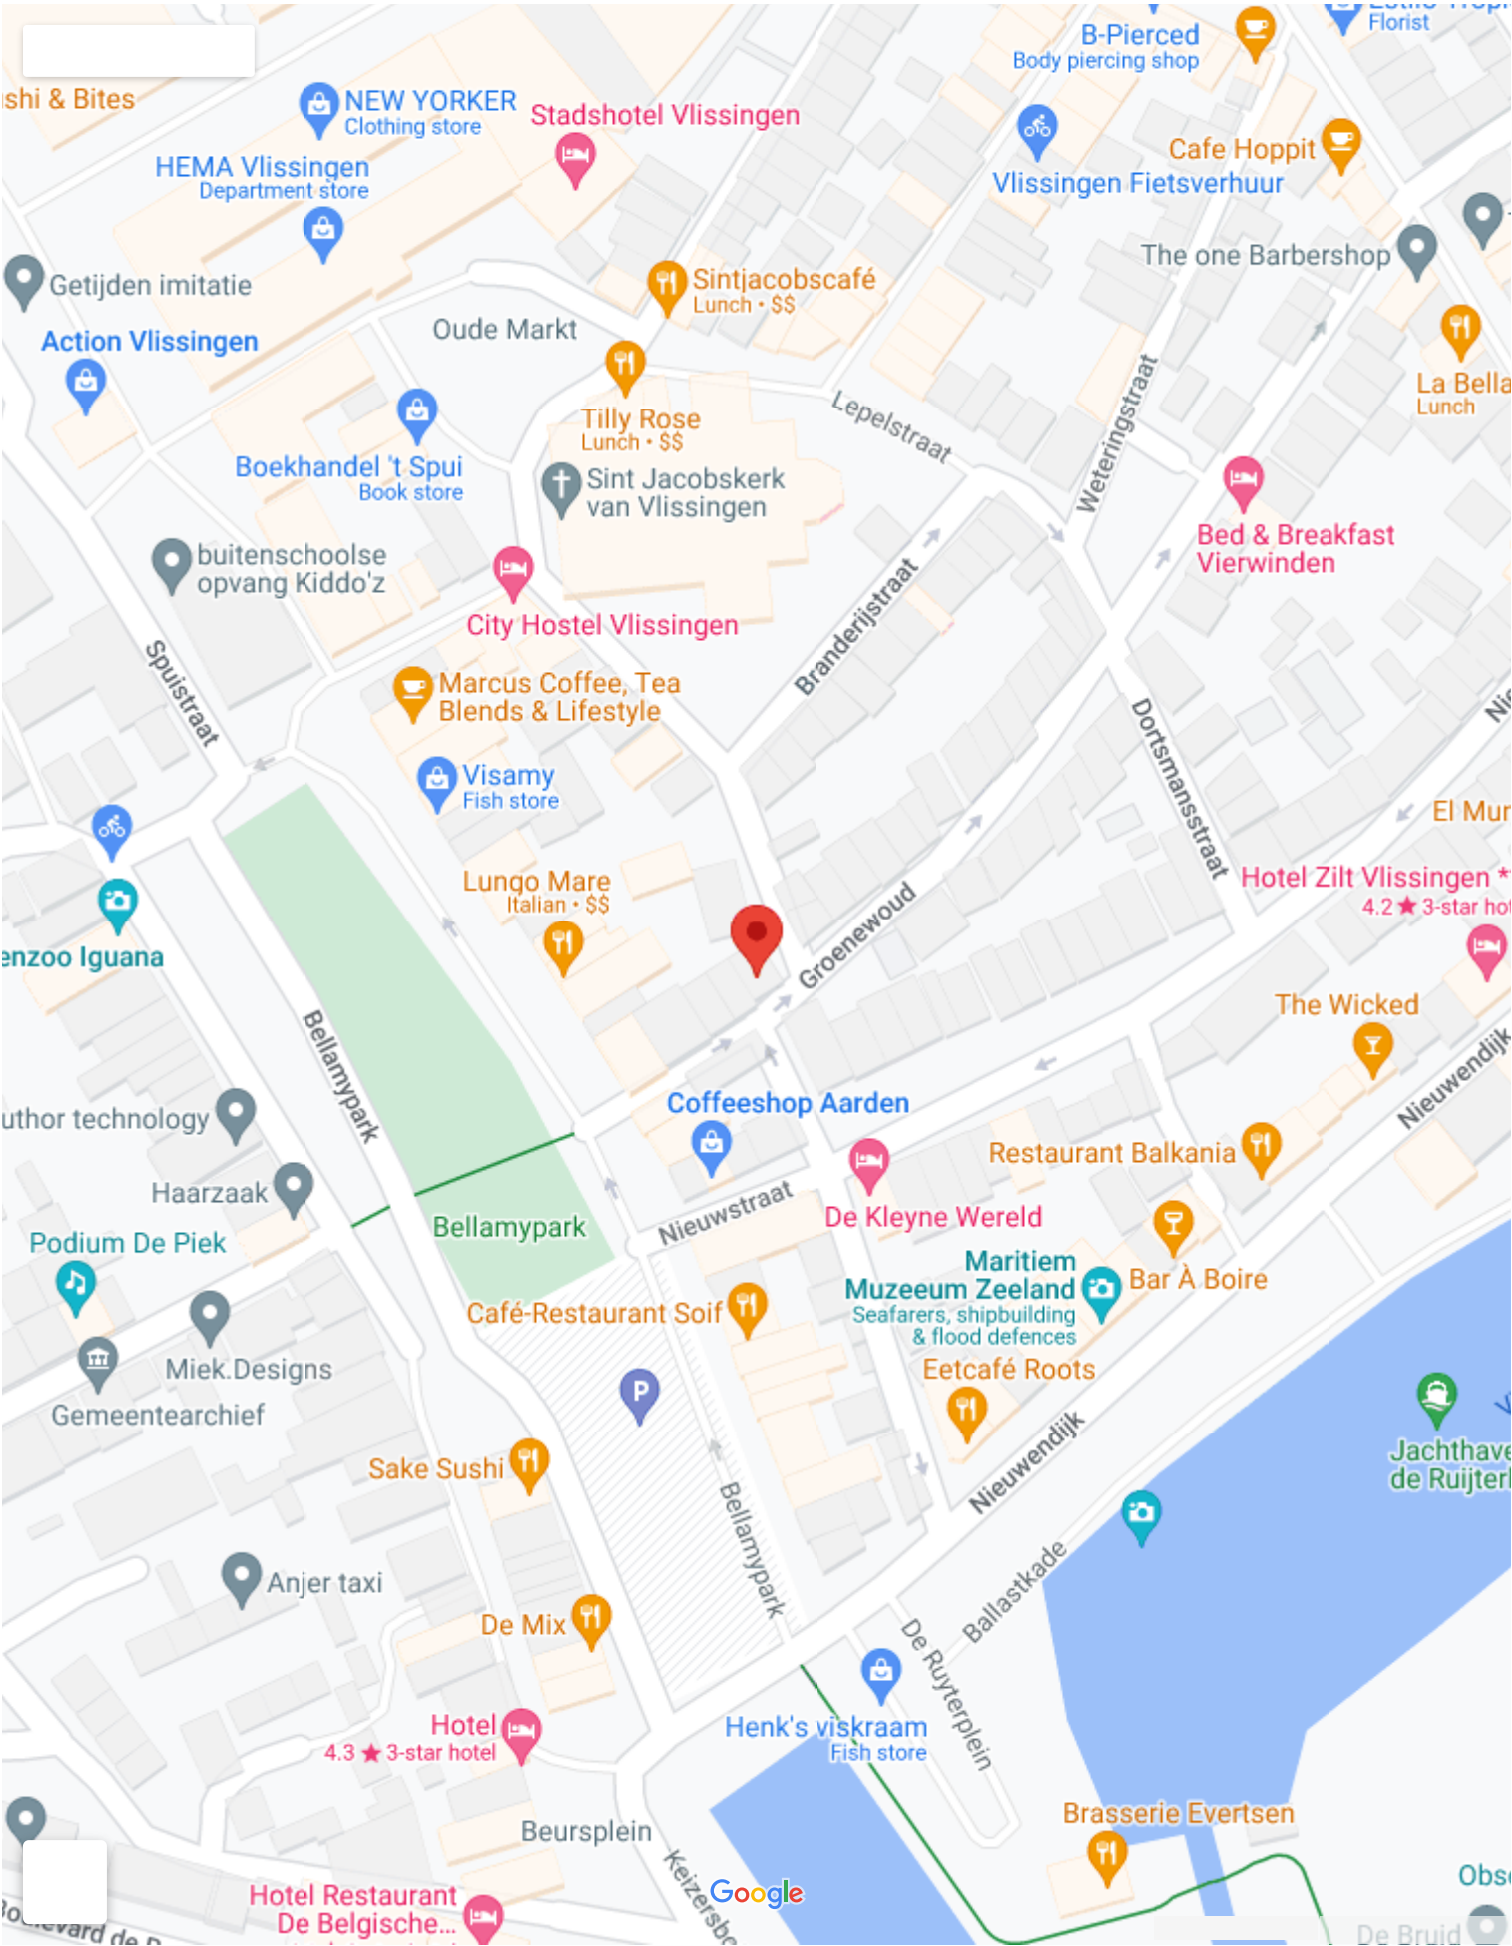 Florist
B-Pierced
Body piercing shop
shi & Bites
NEW YORKER
Clothing store
Stadshotel Vlissingen
HEMA Vlissingen
Department store
Cafe Hoppit
Vlissingen Fietsverhuur
The one Barbershop
Getijden imitatie
Sintjacobscafé
Lunch • $$
Oude Markt
Action Vlissingen
La Bella
Lunch
Lepelstraat
Weteringstraat
Tilly Rose
Lunch • $$
Boekhandel 't Spui
Book store
Sint Jacobskerk
van Vlissingen
Bed & Breakfast
Vierwinden
buitenschoolse
opvang Kiddo'z
Branderijstraat
City Hostel Vlissingen
Spuistraat
Marcus Coffee, Tea
Blends & Lifestyle
Dortsmansstraat
Visamy
Fish store
El Mur
Lungo Mare
Italian • $$
Hotel Zilt Vlissingen *
4.2★ 3-star hot
Groenewoud
enzoo Iguana
The Wicked
Bellamypark
Nieuwendijk
uthor technology
Coffeeshop Aarden
Restaurant Balkania
Haarzaak
Nieuwstraat
De Kleyne Wereld
Bellamypark
Podium De Piek
Maritiem
Muzeeum Zeeland
Seafarers, shipbuilding
& flood defences
Bar À Boire
Café-Restaurant Soif
Miek.Designs
Eetcafé Roots
P
Gemeentearchief
Nieuwendijk
Jachthave
de Ruijterl
Sake Sushi
Bellamypark
Anjer taxi
Ballastkade
De Mix
De Ruyterplein
Hotel
4.3 ★ 3-star hotel
Henk's viskraam
Fish store
Brasserie Evertsen
Beursplein
Keizersbo
Google
Obs
Hotel Restaurant
De Belgische...
De Bruid